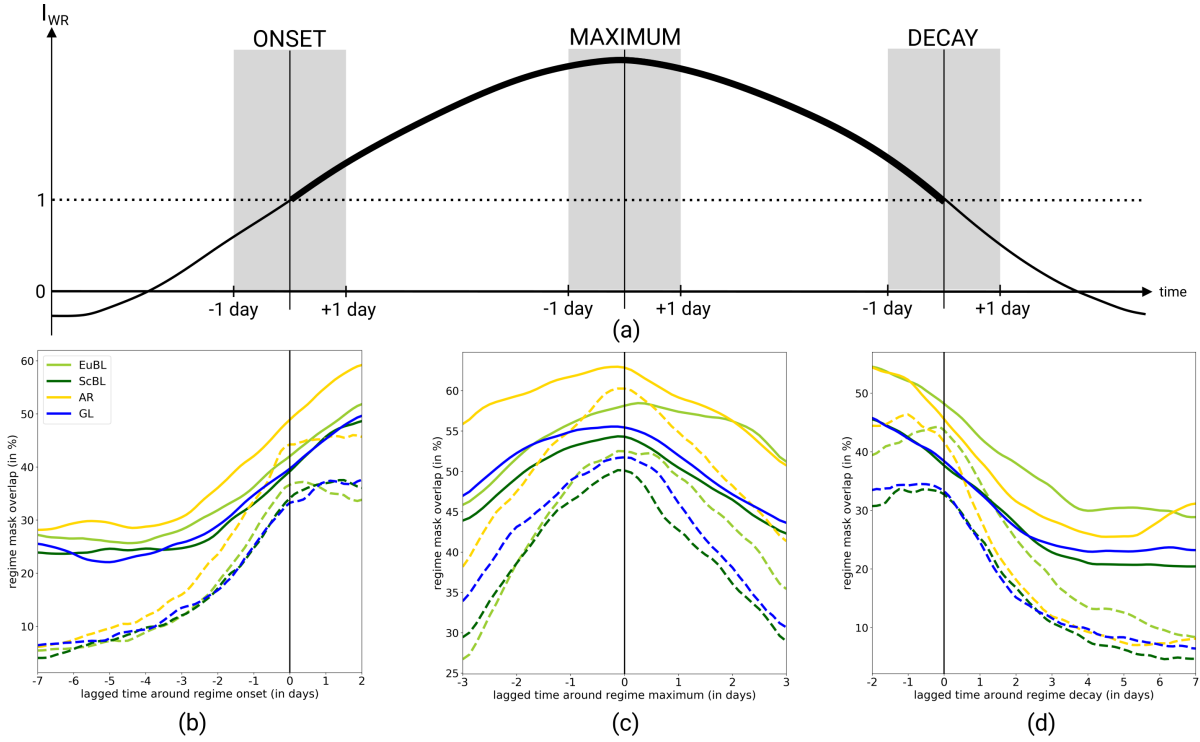 I_WR
ONSET MAXIMUM DECAY
1
0
time
-1 day +1 day -1 day +1 day -1 day +1 day
(a)
EuBL
ScBL
AR
GL
regime mask overlap (in %)
60
50
40
30
20
10
-7 -6 -5 -4 -3 -2 -1 0 1 2
lagged time around regime onset (in days)
(b)
regime mask overlap (in %)
60
55
50
45
40
35
30
25
-3 -2 -1 0 1 2 3
lagged time around regime maximum (in days)
(c)
regime mask overlap (in %)
50
40
30
20
10
-2 -1 0 1 2 3 4 5 6 7
lagged time around regime decay (in days)
(d)